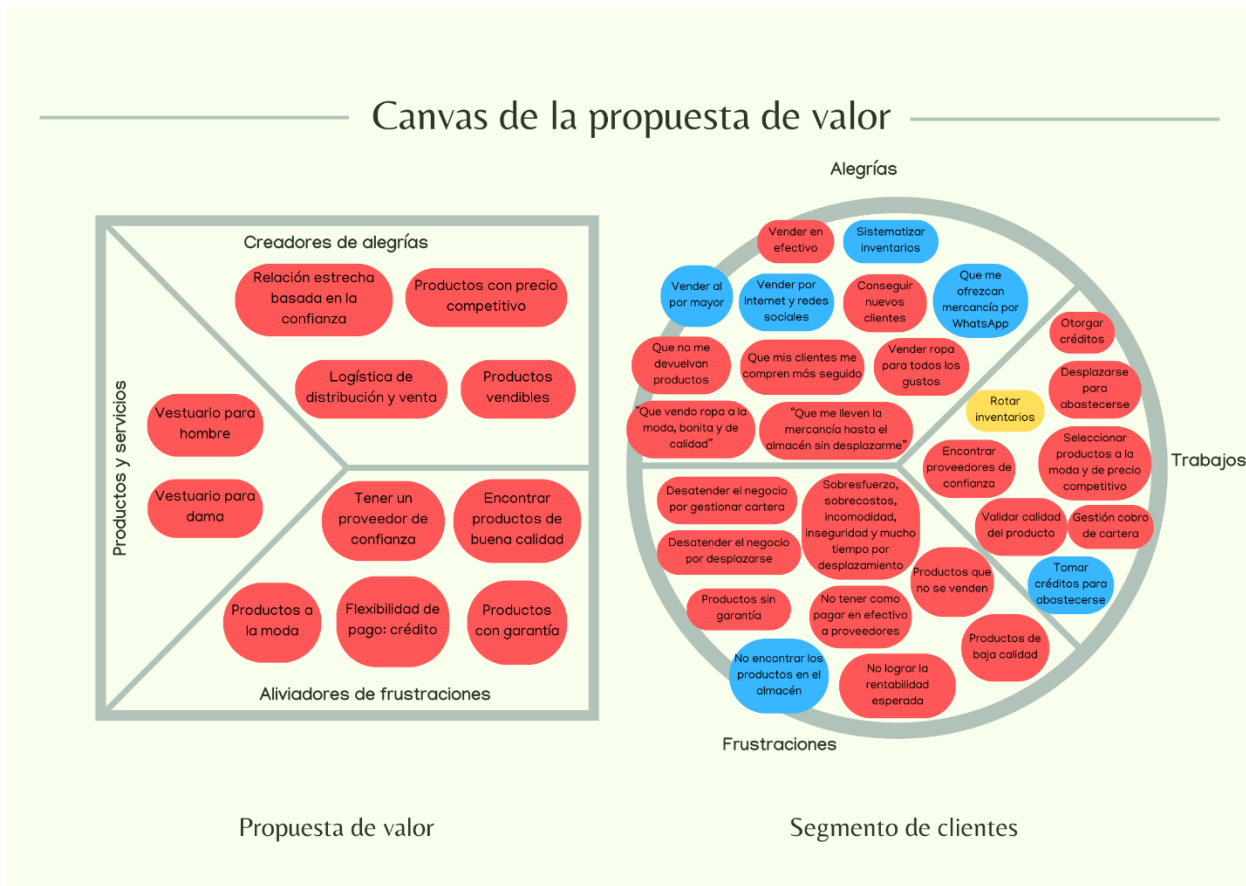 Canvas de la propuesta de valor
Creadores de alegrías
Relación estrecha
basada en la
confianza
Productos con precio
competitivo
Logística de
distribución y venta
Productos
vendibles
Productos y servicios
Vestuario para
hombre
Vestuario para
dama
Tener un
proveedor de
confianza
Encontrar
productos de
buena calidad
Productos a
la moda
Flexibilidad de
pago: crédito
Productos
con garantía
Aliviadores de frustraciones
Propuesta de valor
Alegrías
Vender en
efectivo
Sistematizar
inventarios
Vender al
por mayor
Vender por
Internet y redes
sociales
Conseguir
nuevos
clientes
Que me
ofrezcan
mercancía por
WhatsApp
Que no me
devuelvan
productos
Que mis clientes me
compren más seguido
Vender ropa
para todos los
gustos
"Que vendo ropa a la
moda, bonita y de
calidad"
"Que me lleven la
mercancía hasta el
almacén sin desplazarme"
Otorgar
créditos
Desplazarse
para
abastecerse
Rotar
inventarios
Encontrar
proveedores de
confianza
Seleccionar
productos a la
moda y de precio
competitivo
Trabajos
Validar calidad
del producto
Gestión cobro
de cartera
Tomar
créditos para
abastecerse
Desatender el negocio
por gestionar cartera
Sobresfuerzo,
sobrecostos,
incomodidad,
inseguridad y mucho
tiempo por
desplazamiento
Desatender el negocio
por desplazarse
Productos que
no se venden
Productos sin
garantía
No tener como
pagar en efectivo
a proveedores
Productos de
baja calidad
No encontrar los
productos en el
almacén
No lograr la
rentabilidad
esperada
Frustraciones
Segmento de clientes